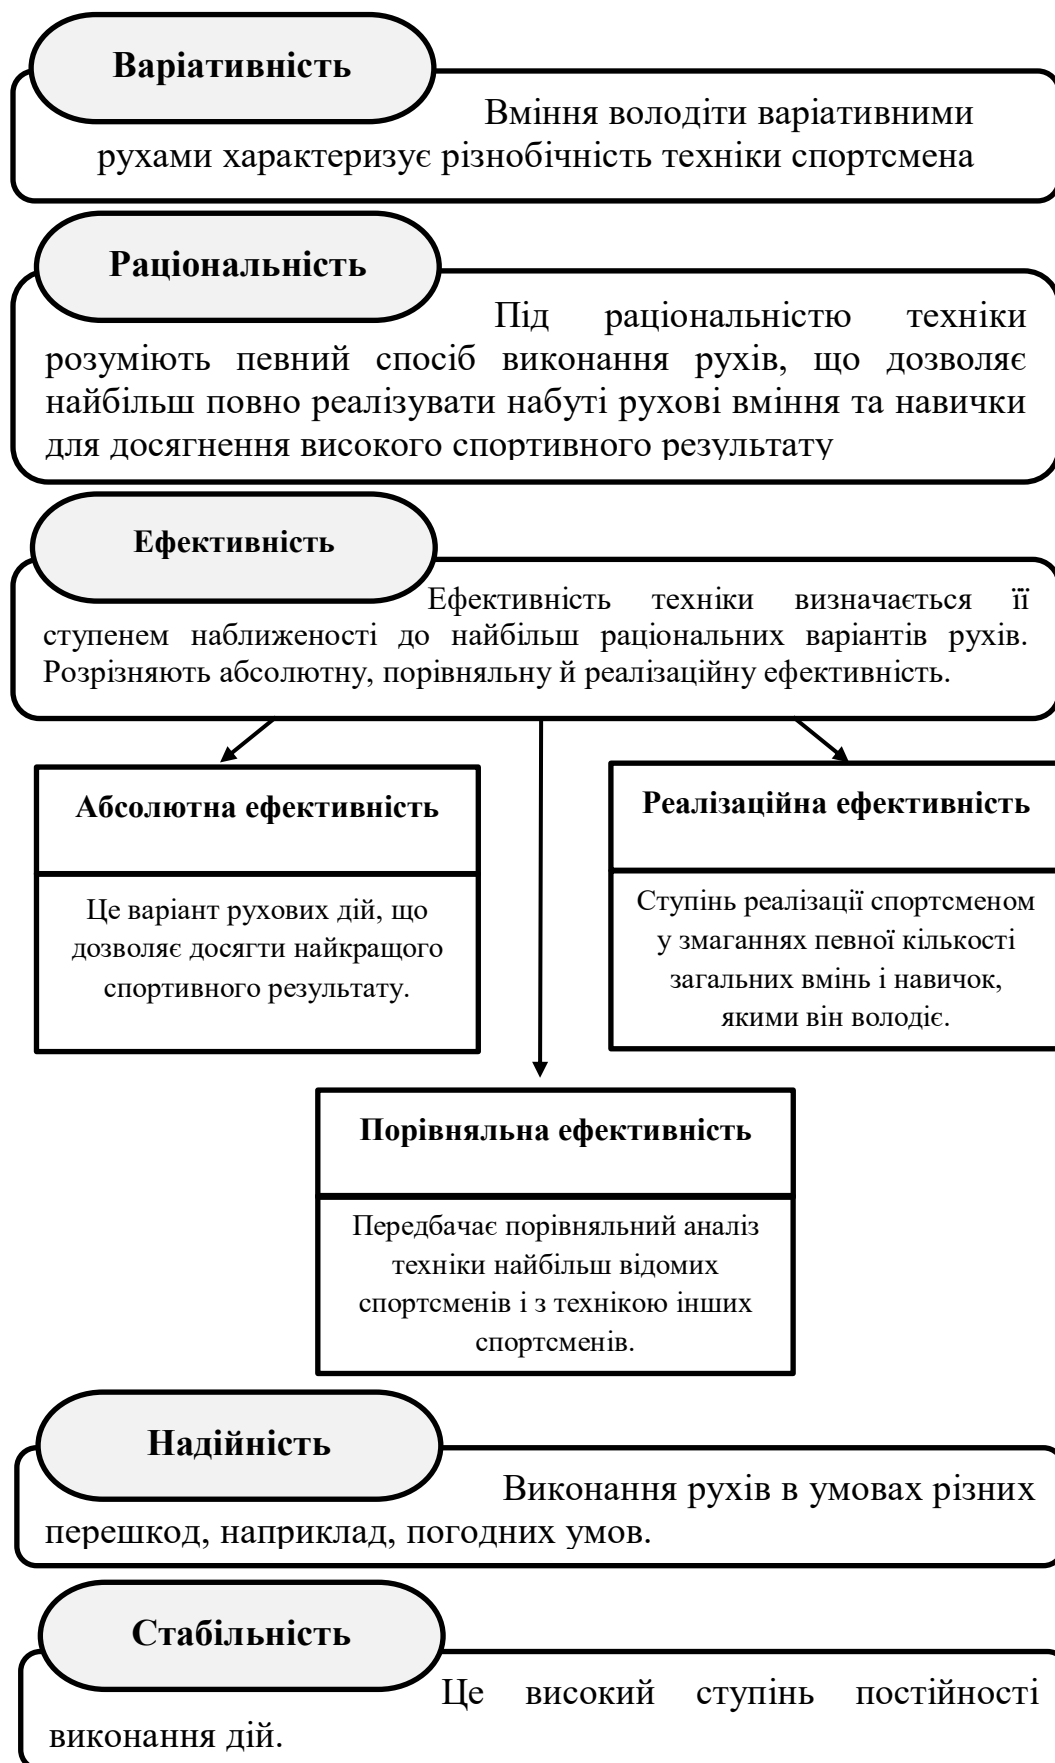 Варіативність
Вміння володіти варіативними
рухами характеризує різнобічність техніки спортсмена
Раціональність
Під раціональністю техніки
розуміють певний спосіб виконання рухів, що дозволяє
найбільш повно реалізувати набуті рухові вміння та навички
для досягнення високого спортивного результату
Ефективність
Ефективність техніки визначається її
ступенем наближеності до найбільш раціональних варіантів рухів.
Розрізняють абсолютну, порівняльну й реалізаційну ефективність.
Абсолютна ефективність
Це варіант рухових дій, що
дозволяє досягти найкращого
спортивного результату.
Реалізаційна ефективність
Ступінь реалізації спортсменом
у змаганнях певної кількості
загальних вмінь і навичок,
якими він володіє.
Порівняльна ефективність
Передбачає порівняльний аналіз
техніки найбільш відомих
спортсменів і з технікою інших
спортсменів.
Надійність
Виконання рухів в умовах різних
перешкод, наприклад, погодних умов.
Стабільність
Це високий ступінь постійності
виконання дій.